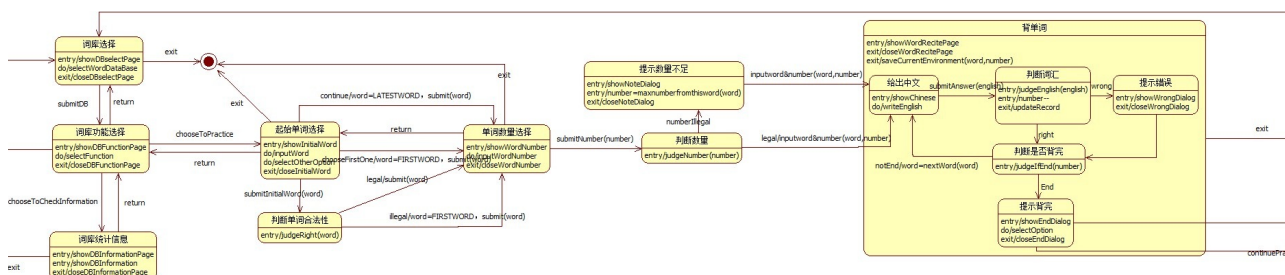 词库选择
entry/showDBselectPage
do/selectWordDataBase
exit/closeDBselectPage
exit
submitDB
return
词库功能选择
entry/showDBFunctionPage
do/selectFunction
exit/closeDBFunctionPage
chooseToPractice
return
chooseToCheckInformation
return
词库统计信息
entry/showDBInformationPage
entry/showDBInformation
exit/closeDBInformationPage
exit
exit
起始单词选择
entry/showInitialWord
do/inputWord
do/selectOtherOption
exit/closeInitialWord
continue/word=LATESTWORD，submit(word)
return
chooseFirstOne/word=FIRSTWORD，submit(word)
submitInitialWord(word)
legal/submit(word)
判断单词合法性
entry/judgeRight(word)
illegal/word=FIRSTWORD，submit(word)
exit
单词数量选择
entry/showWordNumber
do/inputWordNumber
exit/closeWordNumber
submitNumber(number)
提示数量不足
entry/showNoteDialog
entry/number=maxnumberfromthisword(word)
exit/closeNoteDialog
numberIllegal
判断数量
entry/judgeNumber(number)
inputword&number(word,number)
legal/inputword&number(word,number)
背单词
entry/showWordRecitePage
exit/closeWordRecitePage
exit/saveCurrentEnvironment(word,number)
给出中文
entry/showChinese
do/writeEnglish
submitAnswer(english)
判断词汇
entry/judgeEnglish(english)
entry/number--
exit/updateRecord
wrong
提示错误
entry/showWrongDialog
exit/closeWrongDialog
right
notEnd/word=nextWord(word)
判断是否背完
entry/judgeIfEnd(number)
End
提示背完
entry/showEndDialog
do/selectOption
exit/closeEndDialog
exit
continuePra